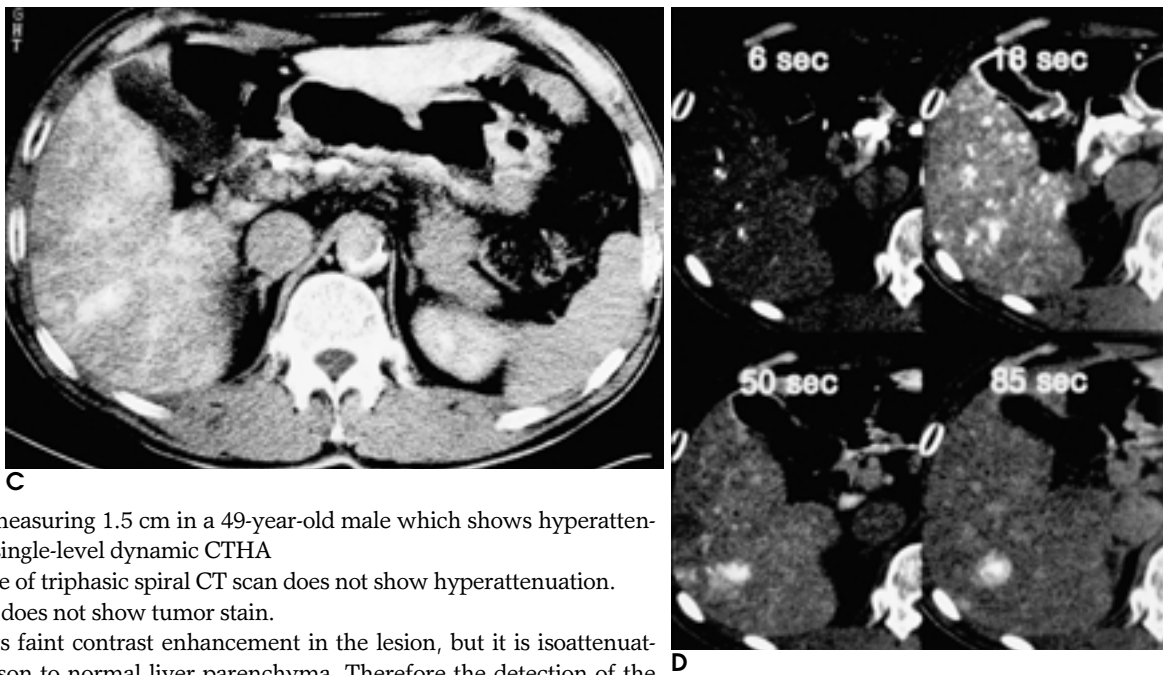 GHT
6 sec
18 sec
50 sec
85 sec
C
D
measuring 1.5 cm in a 49-year-old male which shows hyperatten-
single-level dynamic CTHA
e of triphasic spiral CT scan does not show hyperattenuation.
does not show tumor stain.
s faint contrast enhancement in the lesion, but it is isoattenuat-
son to normal liver parenchyma. Therefore the detection of the